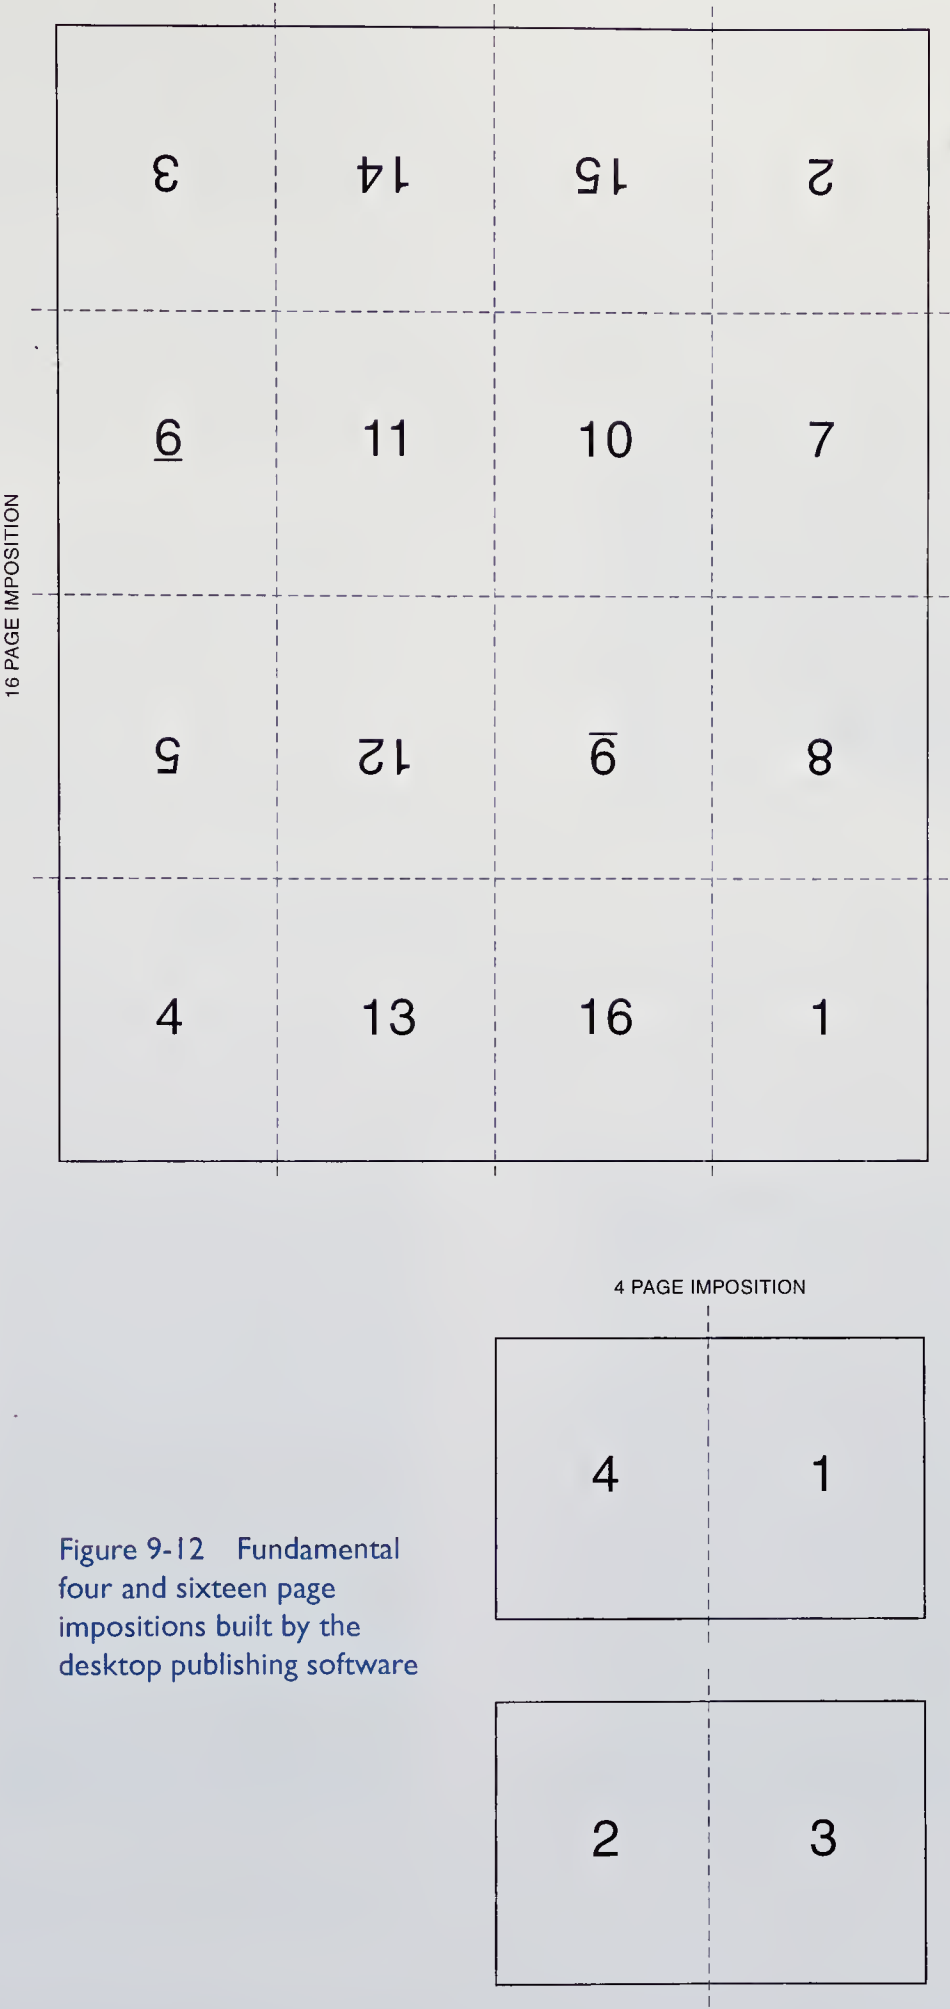 3 14 15 2
6 11 10 7
16 PAGE IMPOSITION
5 12 9 8
4 13 16 1
4 PAGE IMPOSITION
4 1
Figure 9-12 Fundamental
four and sixteen page
impositions built by the
desktop publishing software
2 3